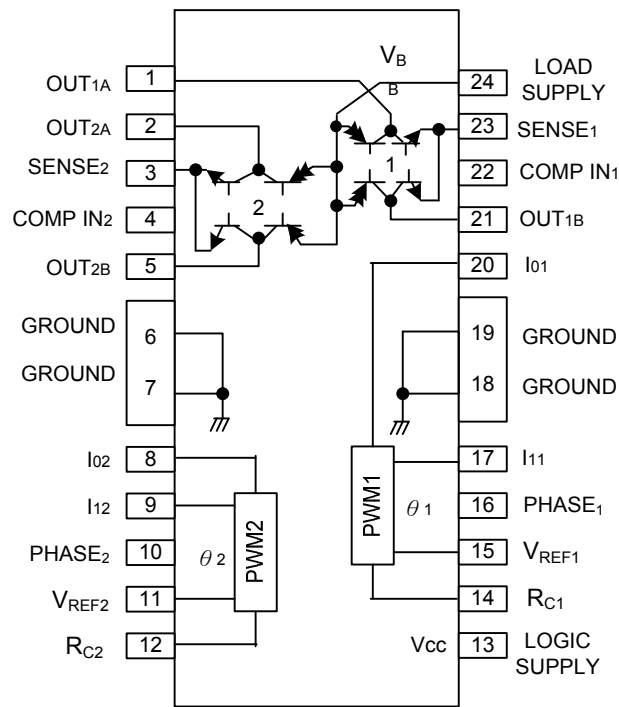 OUT1A
1
OUT2A
2
SENSE2
3
COMP IN2
4
OUT2B
5
GROUND
6
GROUND
7
I02
8
I12
9
PHASE2
10
VREF2
11
RC2
12
VB
B
1
2
PWM2
θ2
PWM1
θ1
Vcc
24
LOAD
SUPPLY
23
SENSE1
22
COMP IN1
21
OUT1B
20
I01
19
GROUND
18
GROUND
17
I11
16
PHASE1
15
VREF1
14
RC1
13
LOGIC
SUPPLY